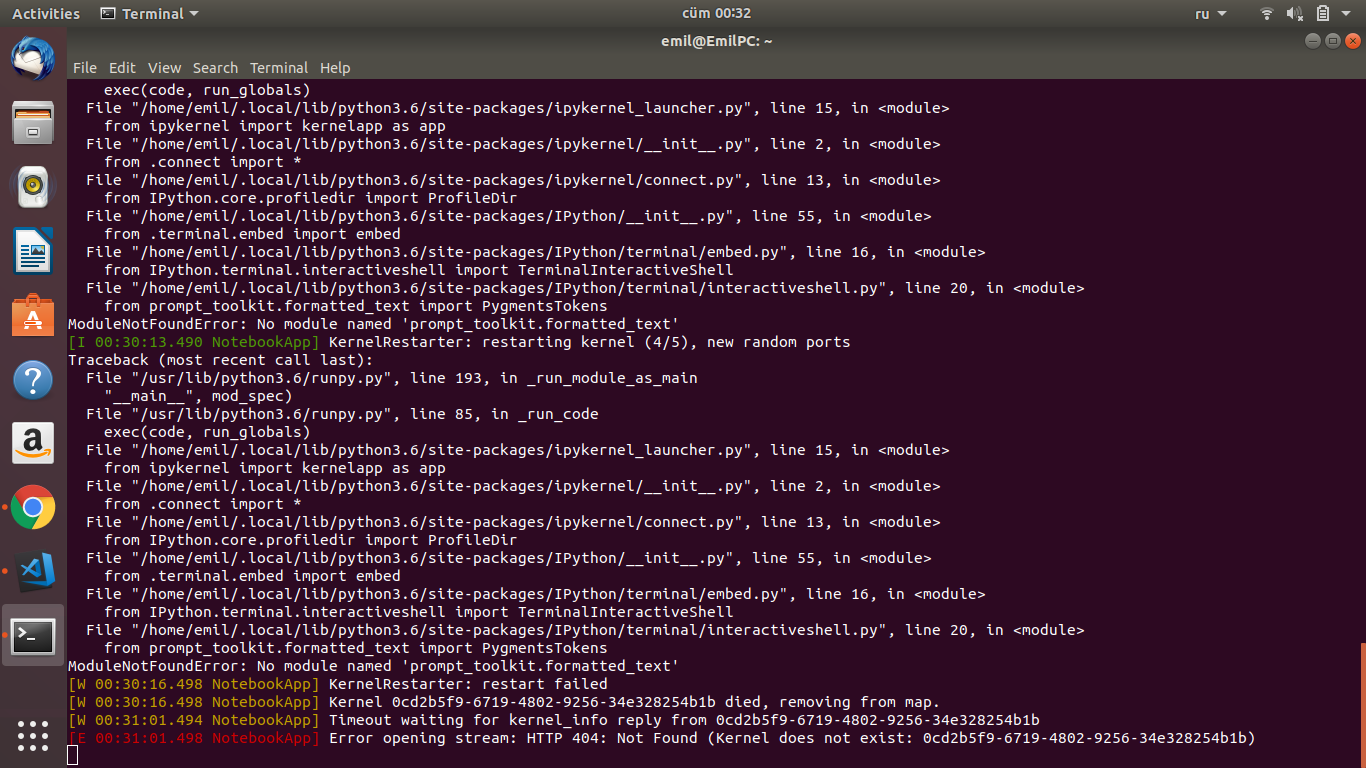 Activities Terminal cüm 00:32 ru
emil@EmilPC: ~
File Edit View Search Terminal Help
    exec(code, run_globals)
  File "/home/emil/.local/lib/python3.6/site-packages/ipykernel_launcher.py", line 15, in <module>
    from ipykernel import kernelapp as app
  File "/home/emil/.local/lib/python3.6/site-packages/ipykernel/__init__.py", line 2, in <module>
    from .connect import *
  File "/home/emil/.local/lib/python3.6/site-packages/ipykernel/connect.py", line 13, in <module>
    from IPython.core.profiledir import ProfileDir
  File "/home/emil/.local/lib/python3.6/site-packages/IPython/__init__.py", line 55, in <module>
    from .terminal.embed import embed
  File "/home/emil/.local/lib/python3.6/site-packages/IPython/terminal/embed.py", line 16, in <module>
    from IPython.terminal.interactiveshell import TerminalInteractiveShell
  File "/home/emil/.local/lib/python3.6/site-packages/IPython/terminal/interactiveshell.py", line 20, in <module>
    from prompt_toolkit.formatted_text import PygmentsTokens
ModuleNotFoundError: No module named 'prompt_toolkit.formatted_text'
[I 00:30:13.490 NotebookApp] KernelRestarter: restarting kernel (4/5), new random ports
Traceback (most recent call last):
  File "/usr/lib/python3.6/runpy.py", line 193, in _run_module_as_main
    "__main__", mod_spec)
  File "/usr/lib/python3.6/runpy.py", line 85, in _run_code
    exec(code, run_globals)
  File "/home/emil/.local/lib/python3.6/site-packages/ipykernel_launcher.py", line 15, in <module>
    from ipykernel import kernelapp as app
  File "/home/emil/.local/lib/python3.6/site-packages/ipykernel/__init__.py", line 2, in <module>
    from .connect import *
  File "/home/emil/.local/lib/python3.6/site-packages/ipykernel/connect.py", line 13, in <module>
    from IPython.core.profiledir import ProfileDir
  File "/home/emil/.local/lib/python3.6/site-packages/IPython/__init__.py", line 55, in <module>
    from .terminal.embed import embed
  File "/home/emil/.local/lib/python3.6/site-packages/IPython/terminal/embed.py", line 16, in <module>
    from IPython.terminal.interactiveshell import TerminalInteractiveShell
  File "/home/emil/.local/lib/python3.6/site-packages/IPython/terminal/interactiveshell.py", line 20, in <module>
    from prompt_toolkit.formatted_text import PygmentsTokens
ModuleNotFoundError: No module named 'prompt_toolkit.formatted_text'
[W 00:30:16.498 NotebookApp] KernelRestarter: restart failed
[W 00:30:16.498 NotebookApp] Kernel 0cd2b5f9-6719-4802-9256-34e328254b1b died, removing from map.
[W 00:31:01.494 NotebookApp] Timeout waiting for kernel_info reply from 0cd2b5f9-6719-4802-9256-34e328254b1b
[E 00:31:01.498 NotebookApp] Error opening stream: HTTP 404: Not Found (Kernel does not exist: 0cd2b5f9-6719-4802-9256-34e328254b1b)